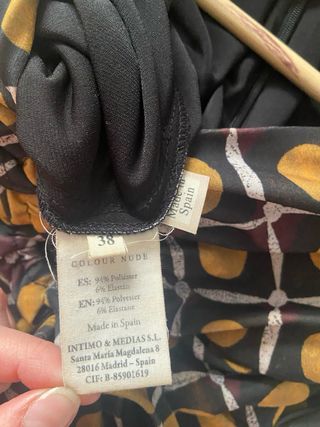 Made in
Spain
38
COLOUR NUDE
ES: 94% Poliéster
6% Elastán
EN: 94% Polyester
6% Elastane
Made in Spain
INTIMO & MEDIAS S.L.
Santa María Magdalena 8
28016 Madrid – Spain
CIF: B-85901619